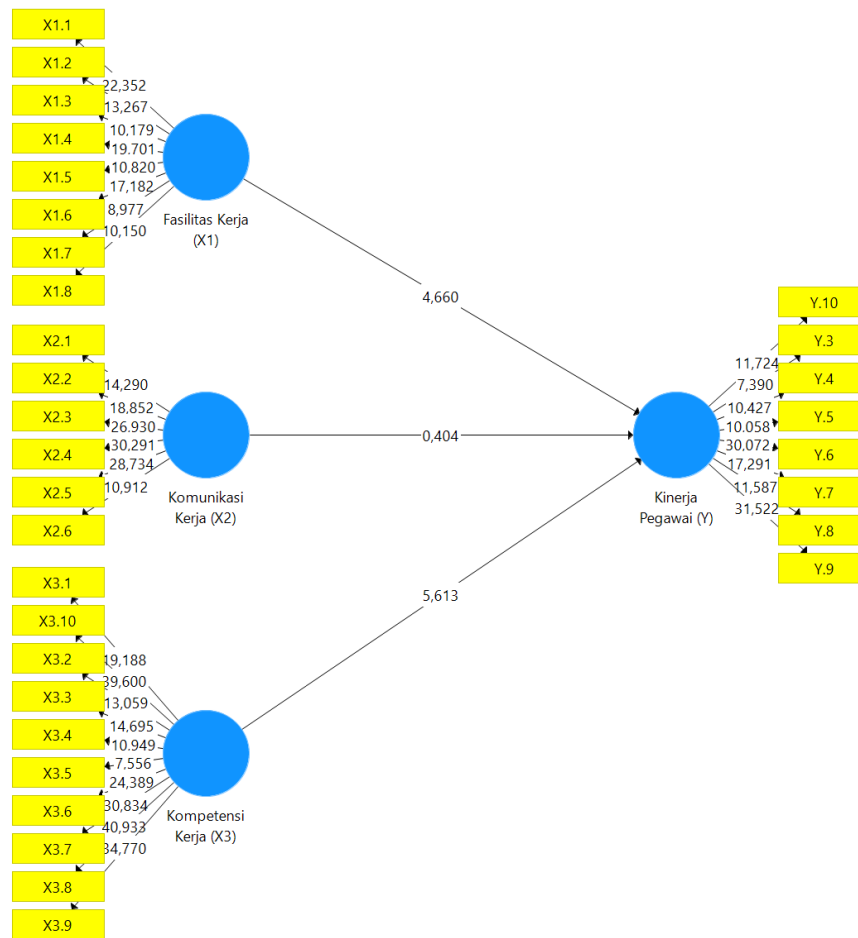 X1.1
X1.2
X1.3
X1.4
X1.5
X1.6
X1.7
X1.8
22,352
13,267
10,179
19.701
10,820
17,182
8,977
10,150
Fasilitas Kerja
(X1)
4,660
X2.1
X2.2
X2.3
X2.4
X2.5
X2.6
14,290
18,852
26.930
30,291
28,734
10,912
Komunikasi
Kerja (X2)
0,404
X3.1
X3.10
X3.2
X3.3
X3.4
X3.5
X3.6
X3.7
X3.8
X3.9
19,188
39,600
13,059
14,695
10.949
7,556
24,389
30,834
40,933
34,770
Kompetensi
Kerja (X3)
5,613
Kinerja
Pegawai (Y)
11,724
7,390
10,427
10.058
30,072
17,291
11,587
31,522
Y.10
Y.3
Y.4
Y.5
Y.6
Y.7
Y.8
Y.9